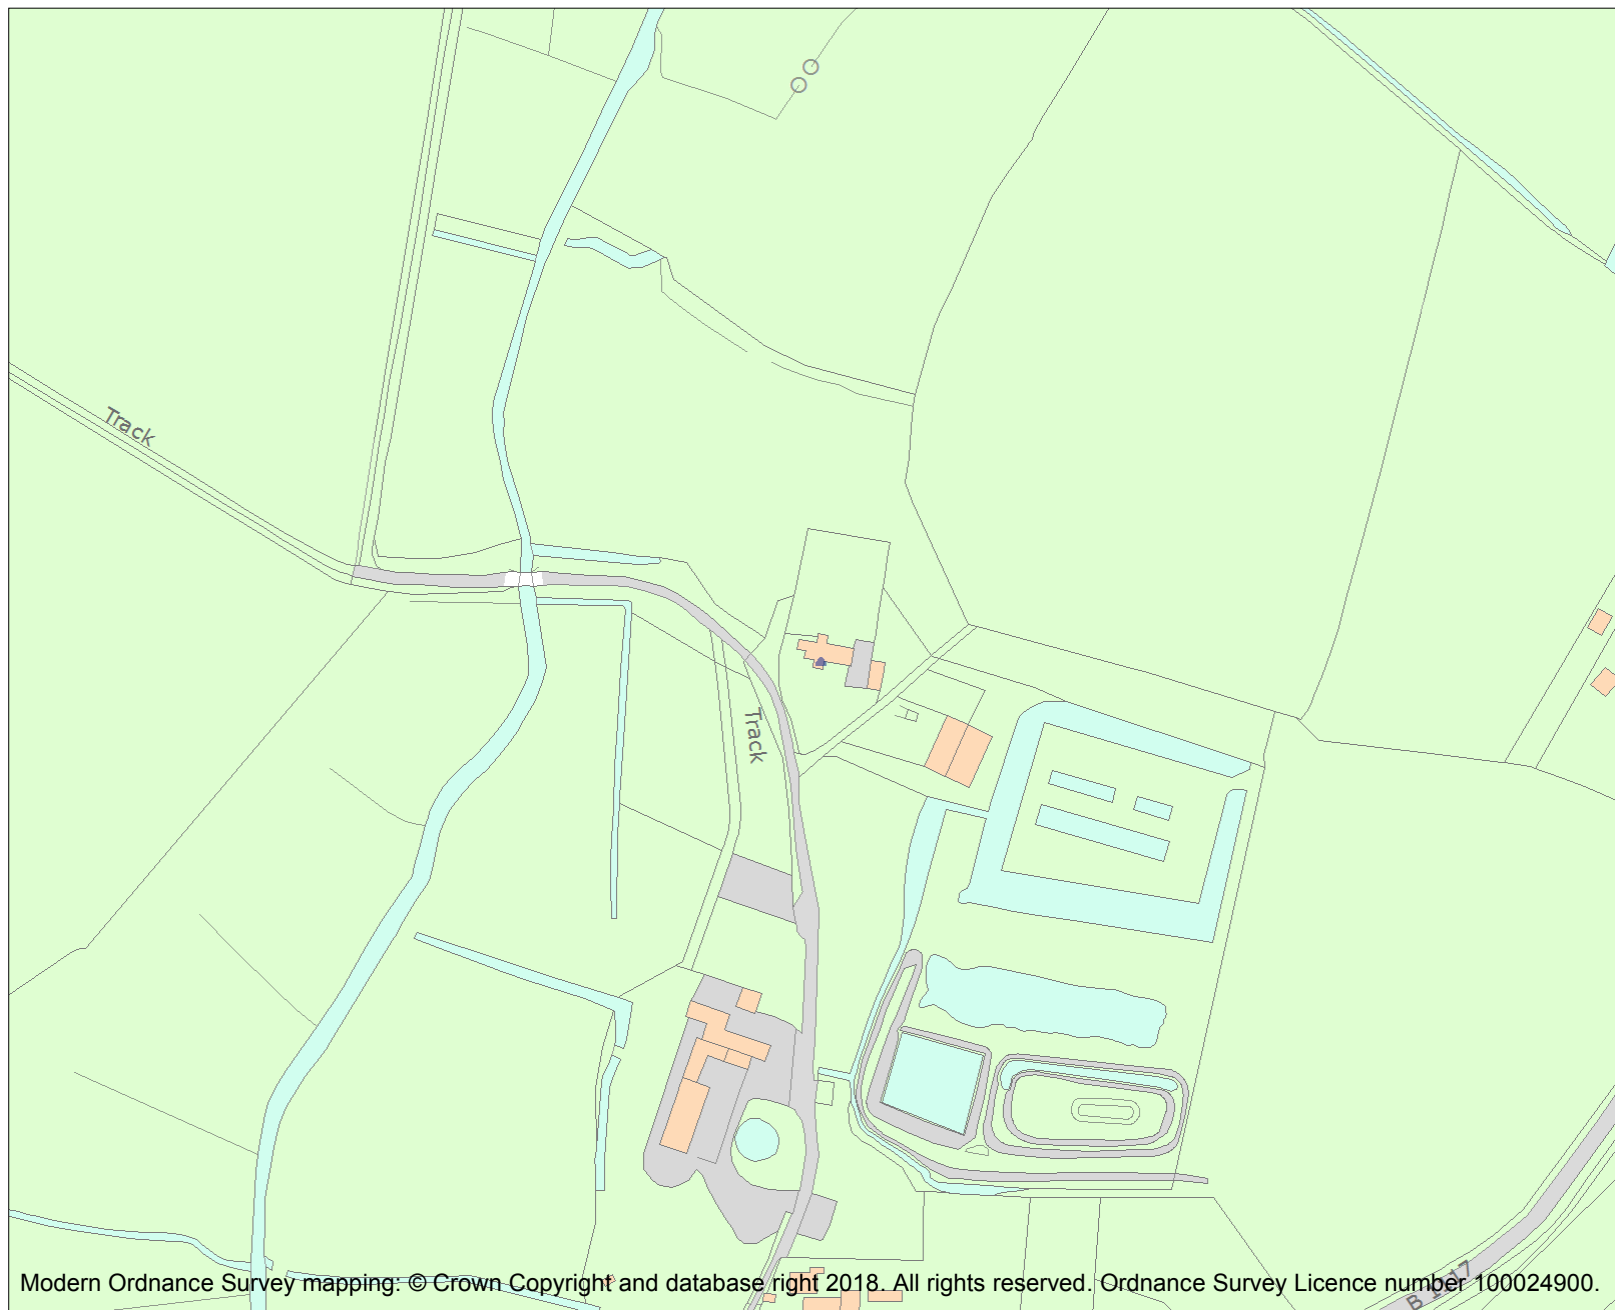 Track
Track
B 1117
Modern Ordnance Survey mapping: © Crown Copyright and database right 2018. All rights reserved. Ordnance Survey Licence number 100024900.